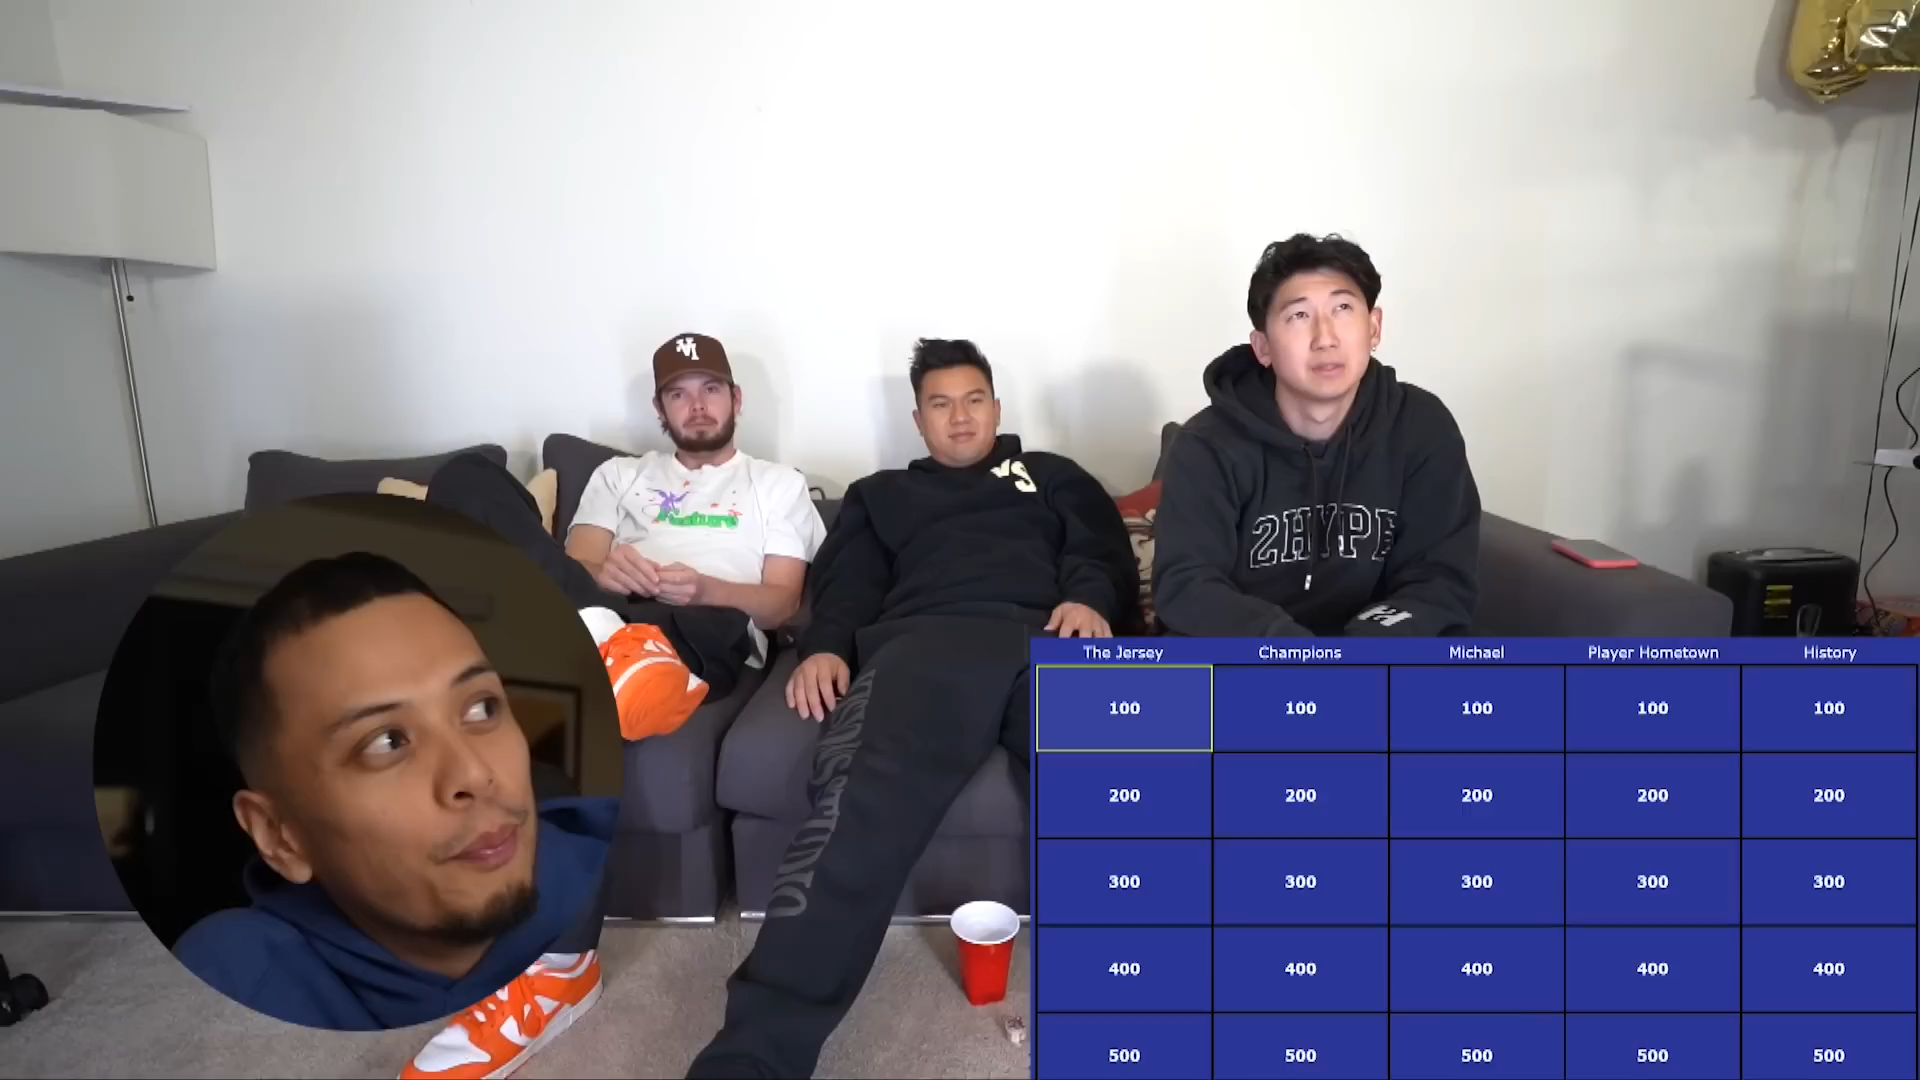 2HYPE
The Jersey Champions Michael Player Hometown History
100 100 100 100 100
200 200 200 200 200
300 300 300 300 300
400 400 400 400 400
500 500 500 500 500